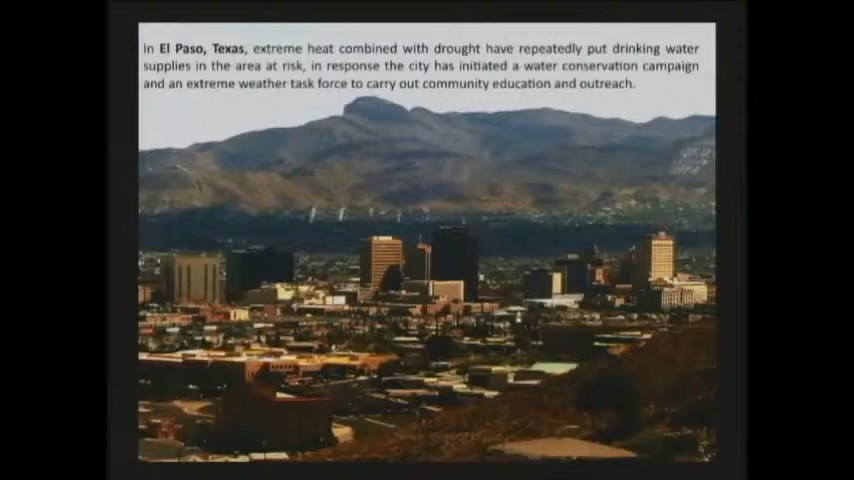 In El Paso, Texas, extreme heat combined with drought have repeatedly put drinking water
supplies in the area at risk, in response the city has initiated a water conservation campaign
and an extreme weather task force to carry out community education and outreach.